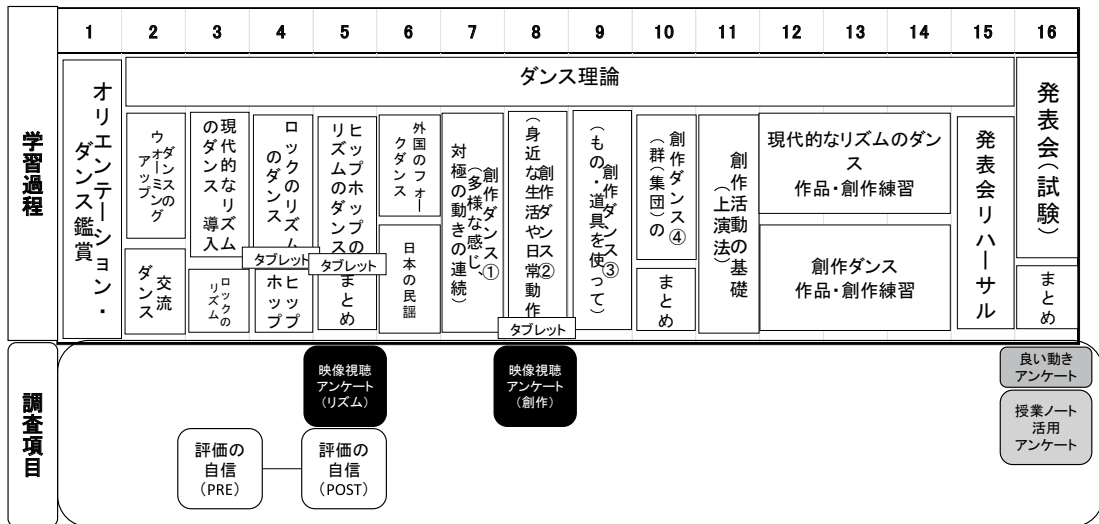 1 2 3 4 5 6 7 8 9 10 11 12 13 14 15 16
学習過程
ダンス理論
オリエンテーション・
ダンス鑑賞
ダンスの
ウォーミング
アップ
交流
ダンス
現代的なリズム
のダンス 導入
ロックの
リズム
ロックのリズム
のダンス
タブレット
ヒップ
ホップ
ヒップホップの
リズムのダンス
タブレット
まとめ
外国のフォー
クダンス
日本の民謡
創作ダンス①
(多様な感じ、
対極の動きの連続)
創作ダンス②
(身近な生活や日常動作
タブレット
創作ダンス③
(もの・道具を使って)
創作ダンス④
(群(集団)の
まとめ
創作活動の基礎
(上演法)
現代的なリズムのダン
ス
作品・創作練習
創作ダンス
作品・創作練習
発表会リハーサル
発表会(試験)
まとめ
調査項目
映像視聴
アンケート
(リズム)
映像視聴
アンケート
(創作)
良い動き
アンケート
授業ノート
活用
アンケート
評価の
自信
(PRE)
評価の
自信
(POST)